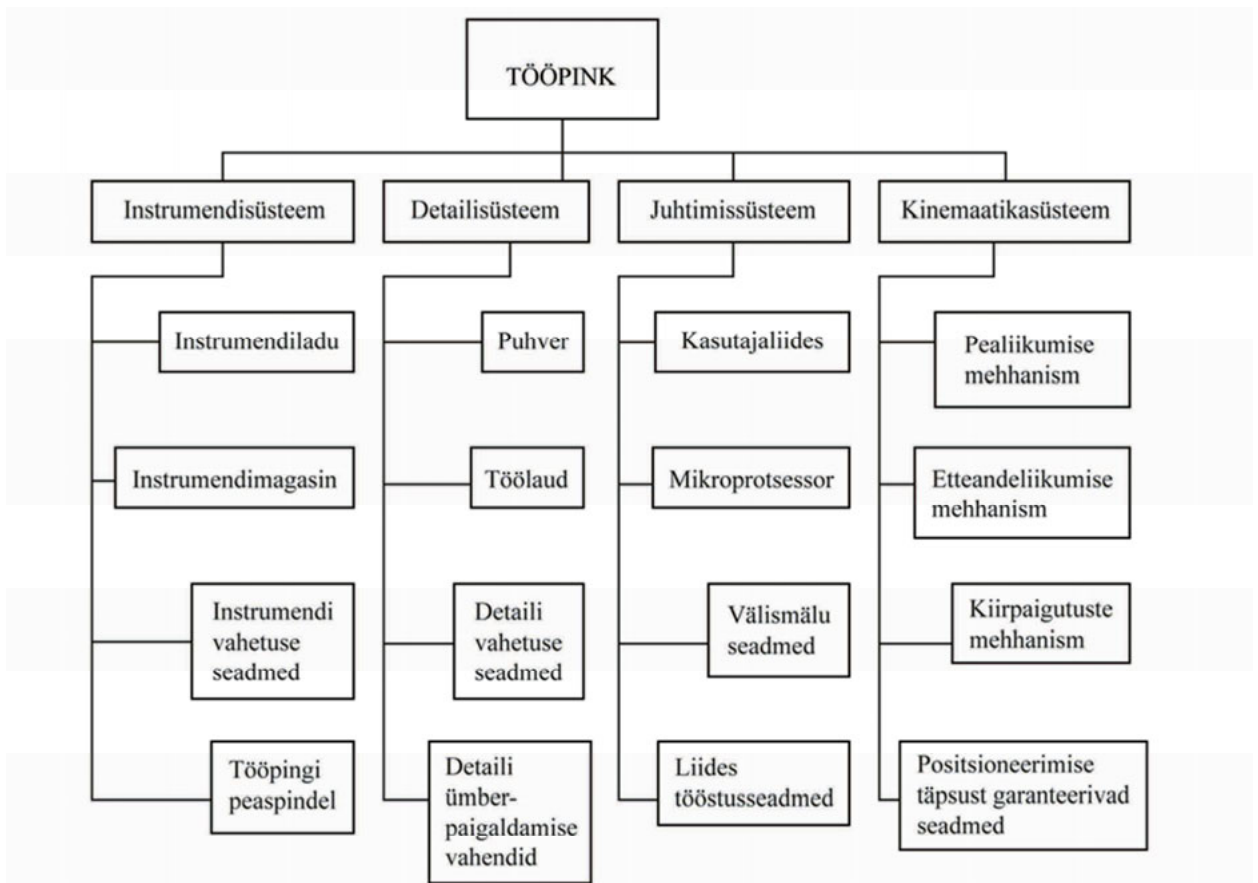 TÖÖPINK
Instrumendisüsteem
Instrumendiladu
Instrumendimagasin
Instrumendi
vahetuse
seadmed
Tööpingi
peaspindel
Detailisüsteem
Puhver
Töölaud
Detaili
vahetuse
seadmed
Detaili
ümber-
paigaldamise
vahendid
Juhtimissüsteem
Kasutajaliides
Mikroprotsessor
Välismälu
seadmed
Liides
tööstusseadmed
Kinemaatikasüsteem
Pealiikumise
mehhanism
Etteandeliikumise
mehhanism
Kiirpaigutuste
mehhanism
Positsioneerimise
täpsust garanteerivad
seadmed